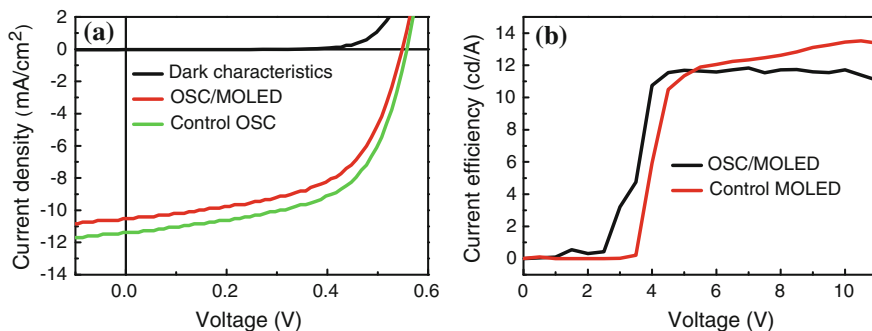 (a)
Current density (mA/cm²)
2
0
-2
-4
-6
-8
-10
-12
-14
Dark characteristics
OSC/MOLED
Control OSC
0.0
0.2
0.4
0.6
Voltage (V)
(b)
Current efficiency (cd/A)
14
12
10
8
6
4
2
0
OSC/MOLED
Control MOLED
0
2
4
6
8
10
Voltage (V)